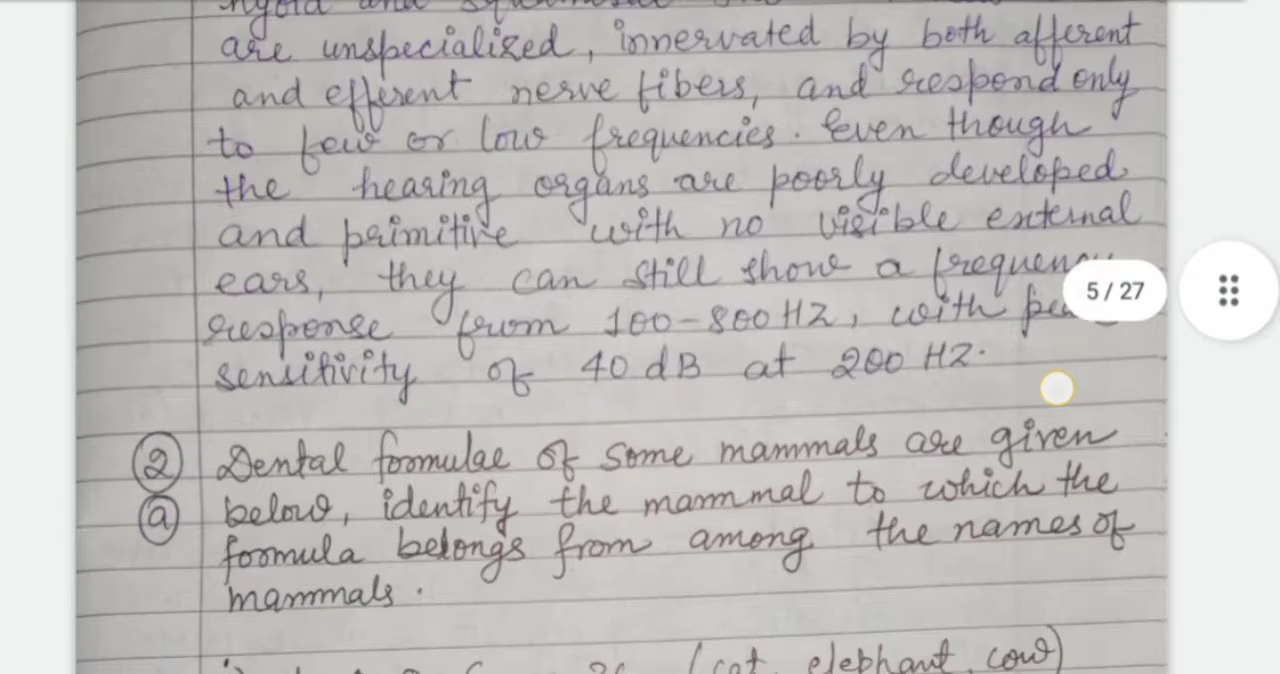 are unspecialized, innervated by both afferent
and efferent nerve fibers, and respond only
to few or low frequencies. Even though
the hearing organs are poorly developed
and primitive with no visible external
ears, they can still show a frequency
response from 100-800 HZ, with
sensitivity of 40 dB at 200 HZ.
5 / 27
② Dental formulae of some mammals are given
ⓐ below, identify the mammal to which the
formula belongs from among the names of
mammals.
(cat, elephant, cow)